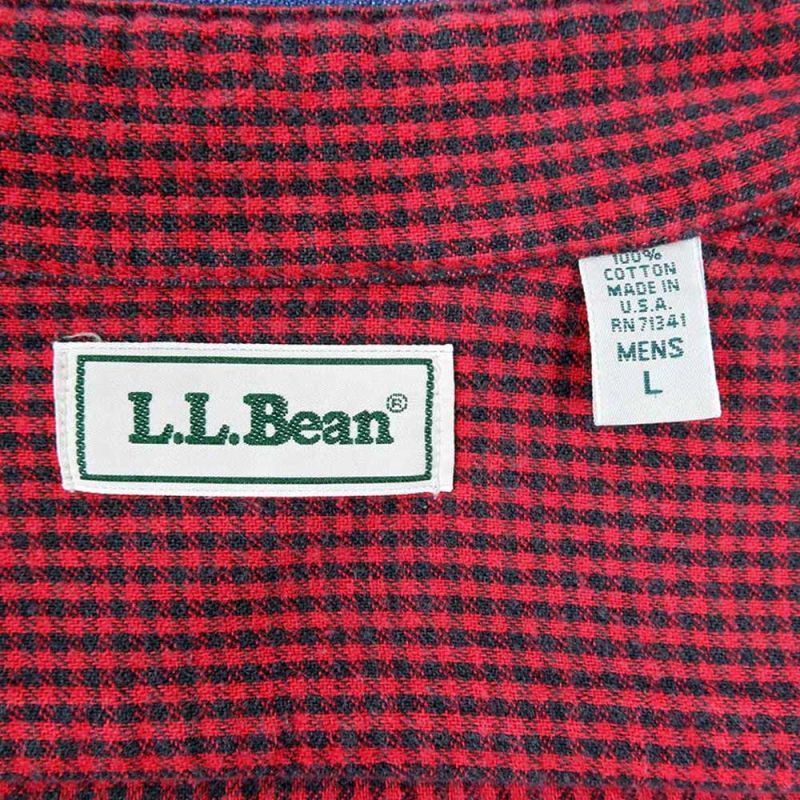 100%
COTTON
MADE IN
U.S.A.
RN 71341
MENS
L
L.L.Bean®